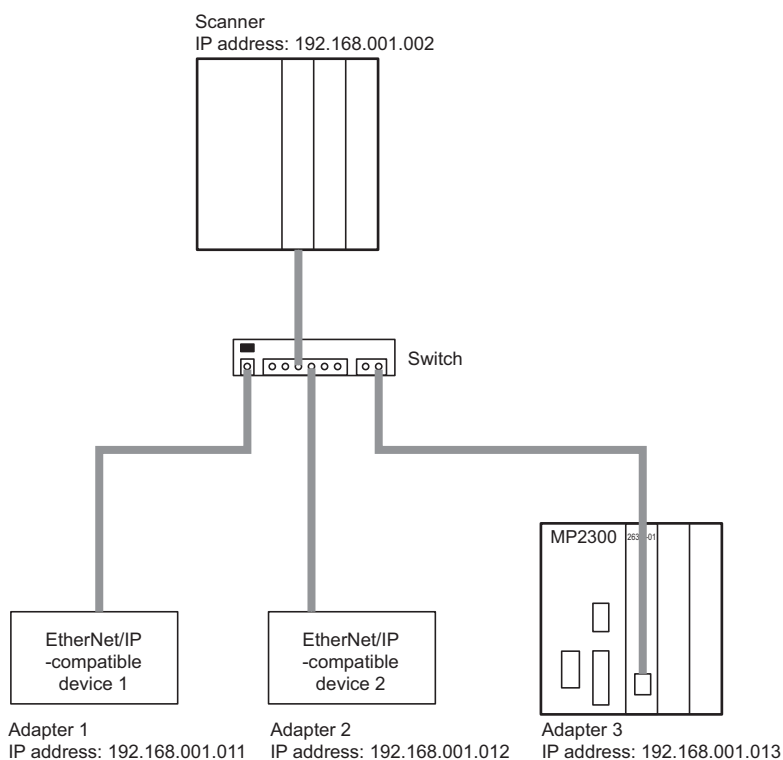 Scanner
IP address: 192.168.001.002
Switch
MP2300
EtherNet/IP
-compatible
device 1
EtherNet/IP
-compatible
device 2
Adapter 1
IP address: 192.168.001.011
Adapter 2
IP address: 192.168.001.012
Adapter 3
IP address: 192.168.001.013